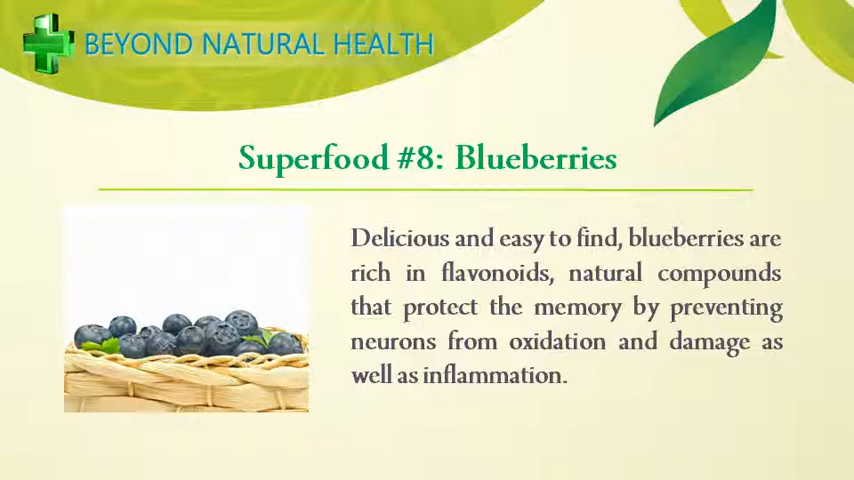 BEYOND NATURAL HEALTH
Superfood #8: Blueberries
Delicious and easy to find, blueberries are
rich in flavonoids, natural compounds
that protect the memory by preventing
neurons from oxidation and damage as
well as inflammation.